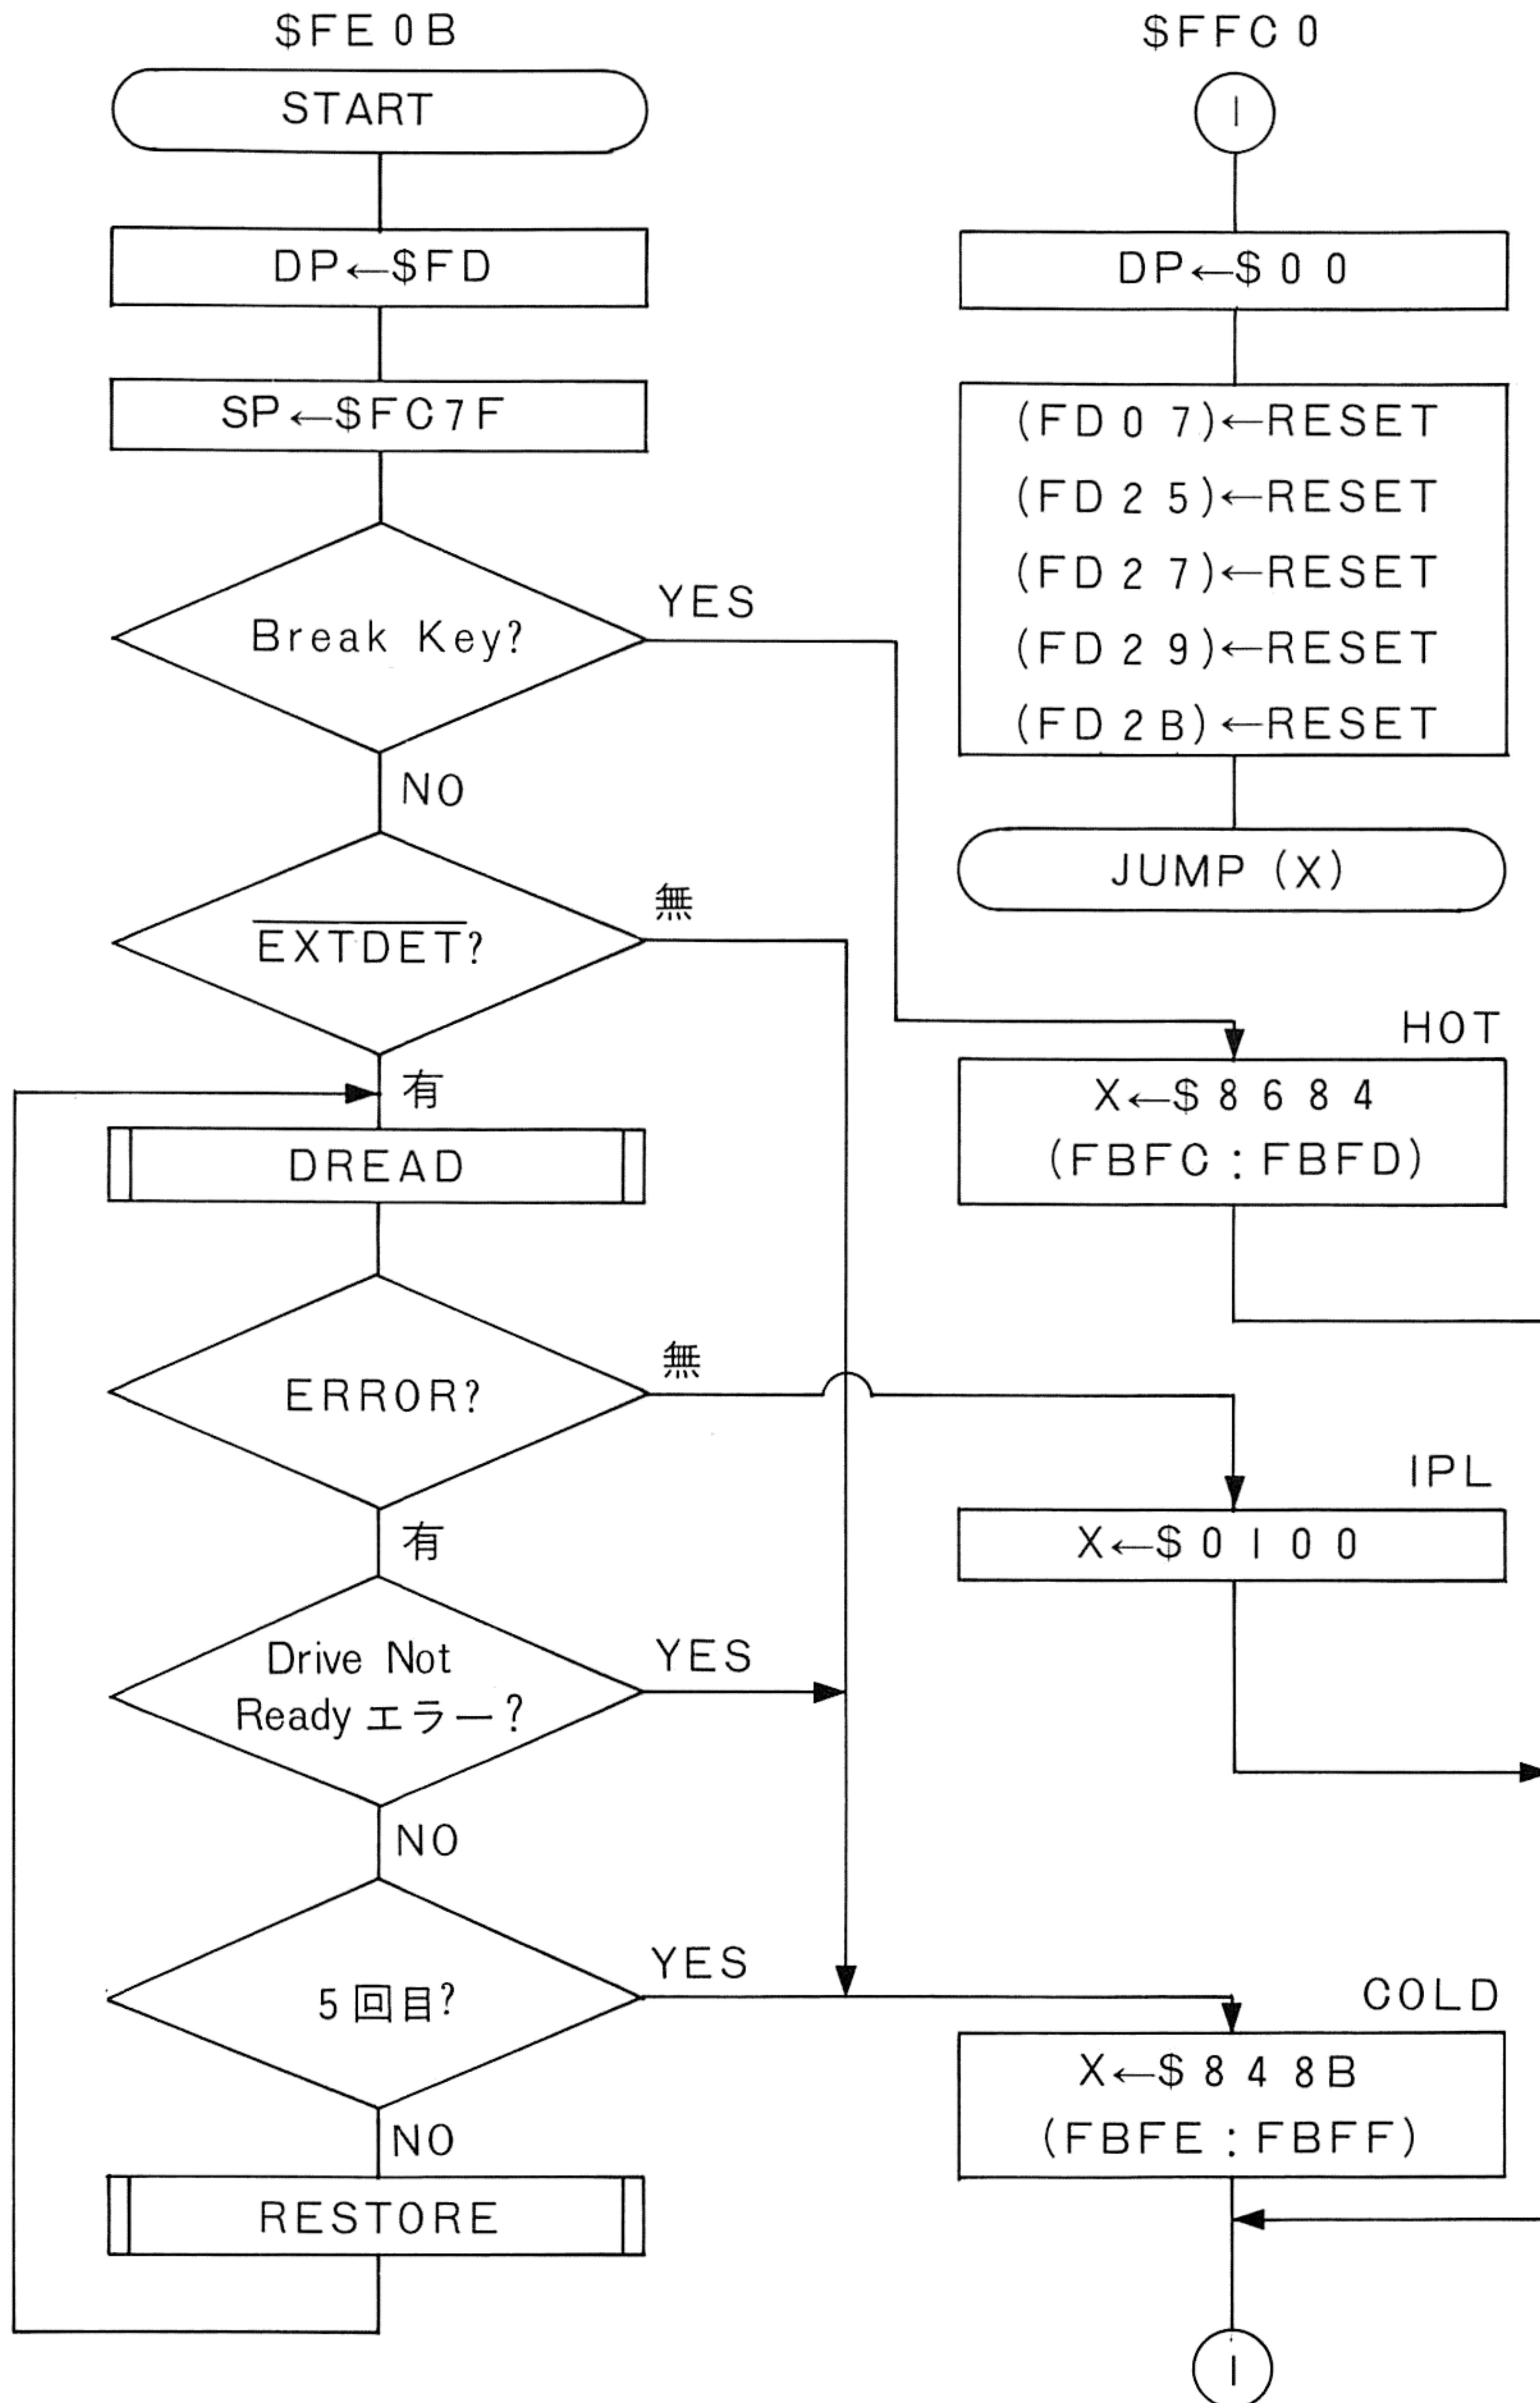 $FE0B
START
DP←$FD
SP←$FC7F
Break Key?
YES
NO
EXTDET?
無
有
DREAD
ERROR?
無
有
Drive Not
Ready エラー?
YES
NO
5回目?
YES
NO
RESTORE
$FFC0
1
DP←$00
(FD07)←RESET
(FD25)←RESET
(FD27)←RESET
(FD29)←RESET
(FD2B)←RESET
JUMP (X)
HOT
X←$8684
(FBFC:FBFD)
IPL
X←$0100
COLD
X←$848B
(FBFE:FBFF)
1